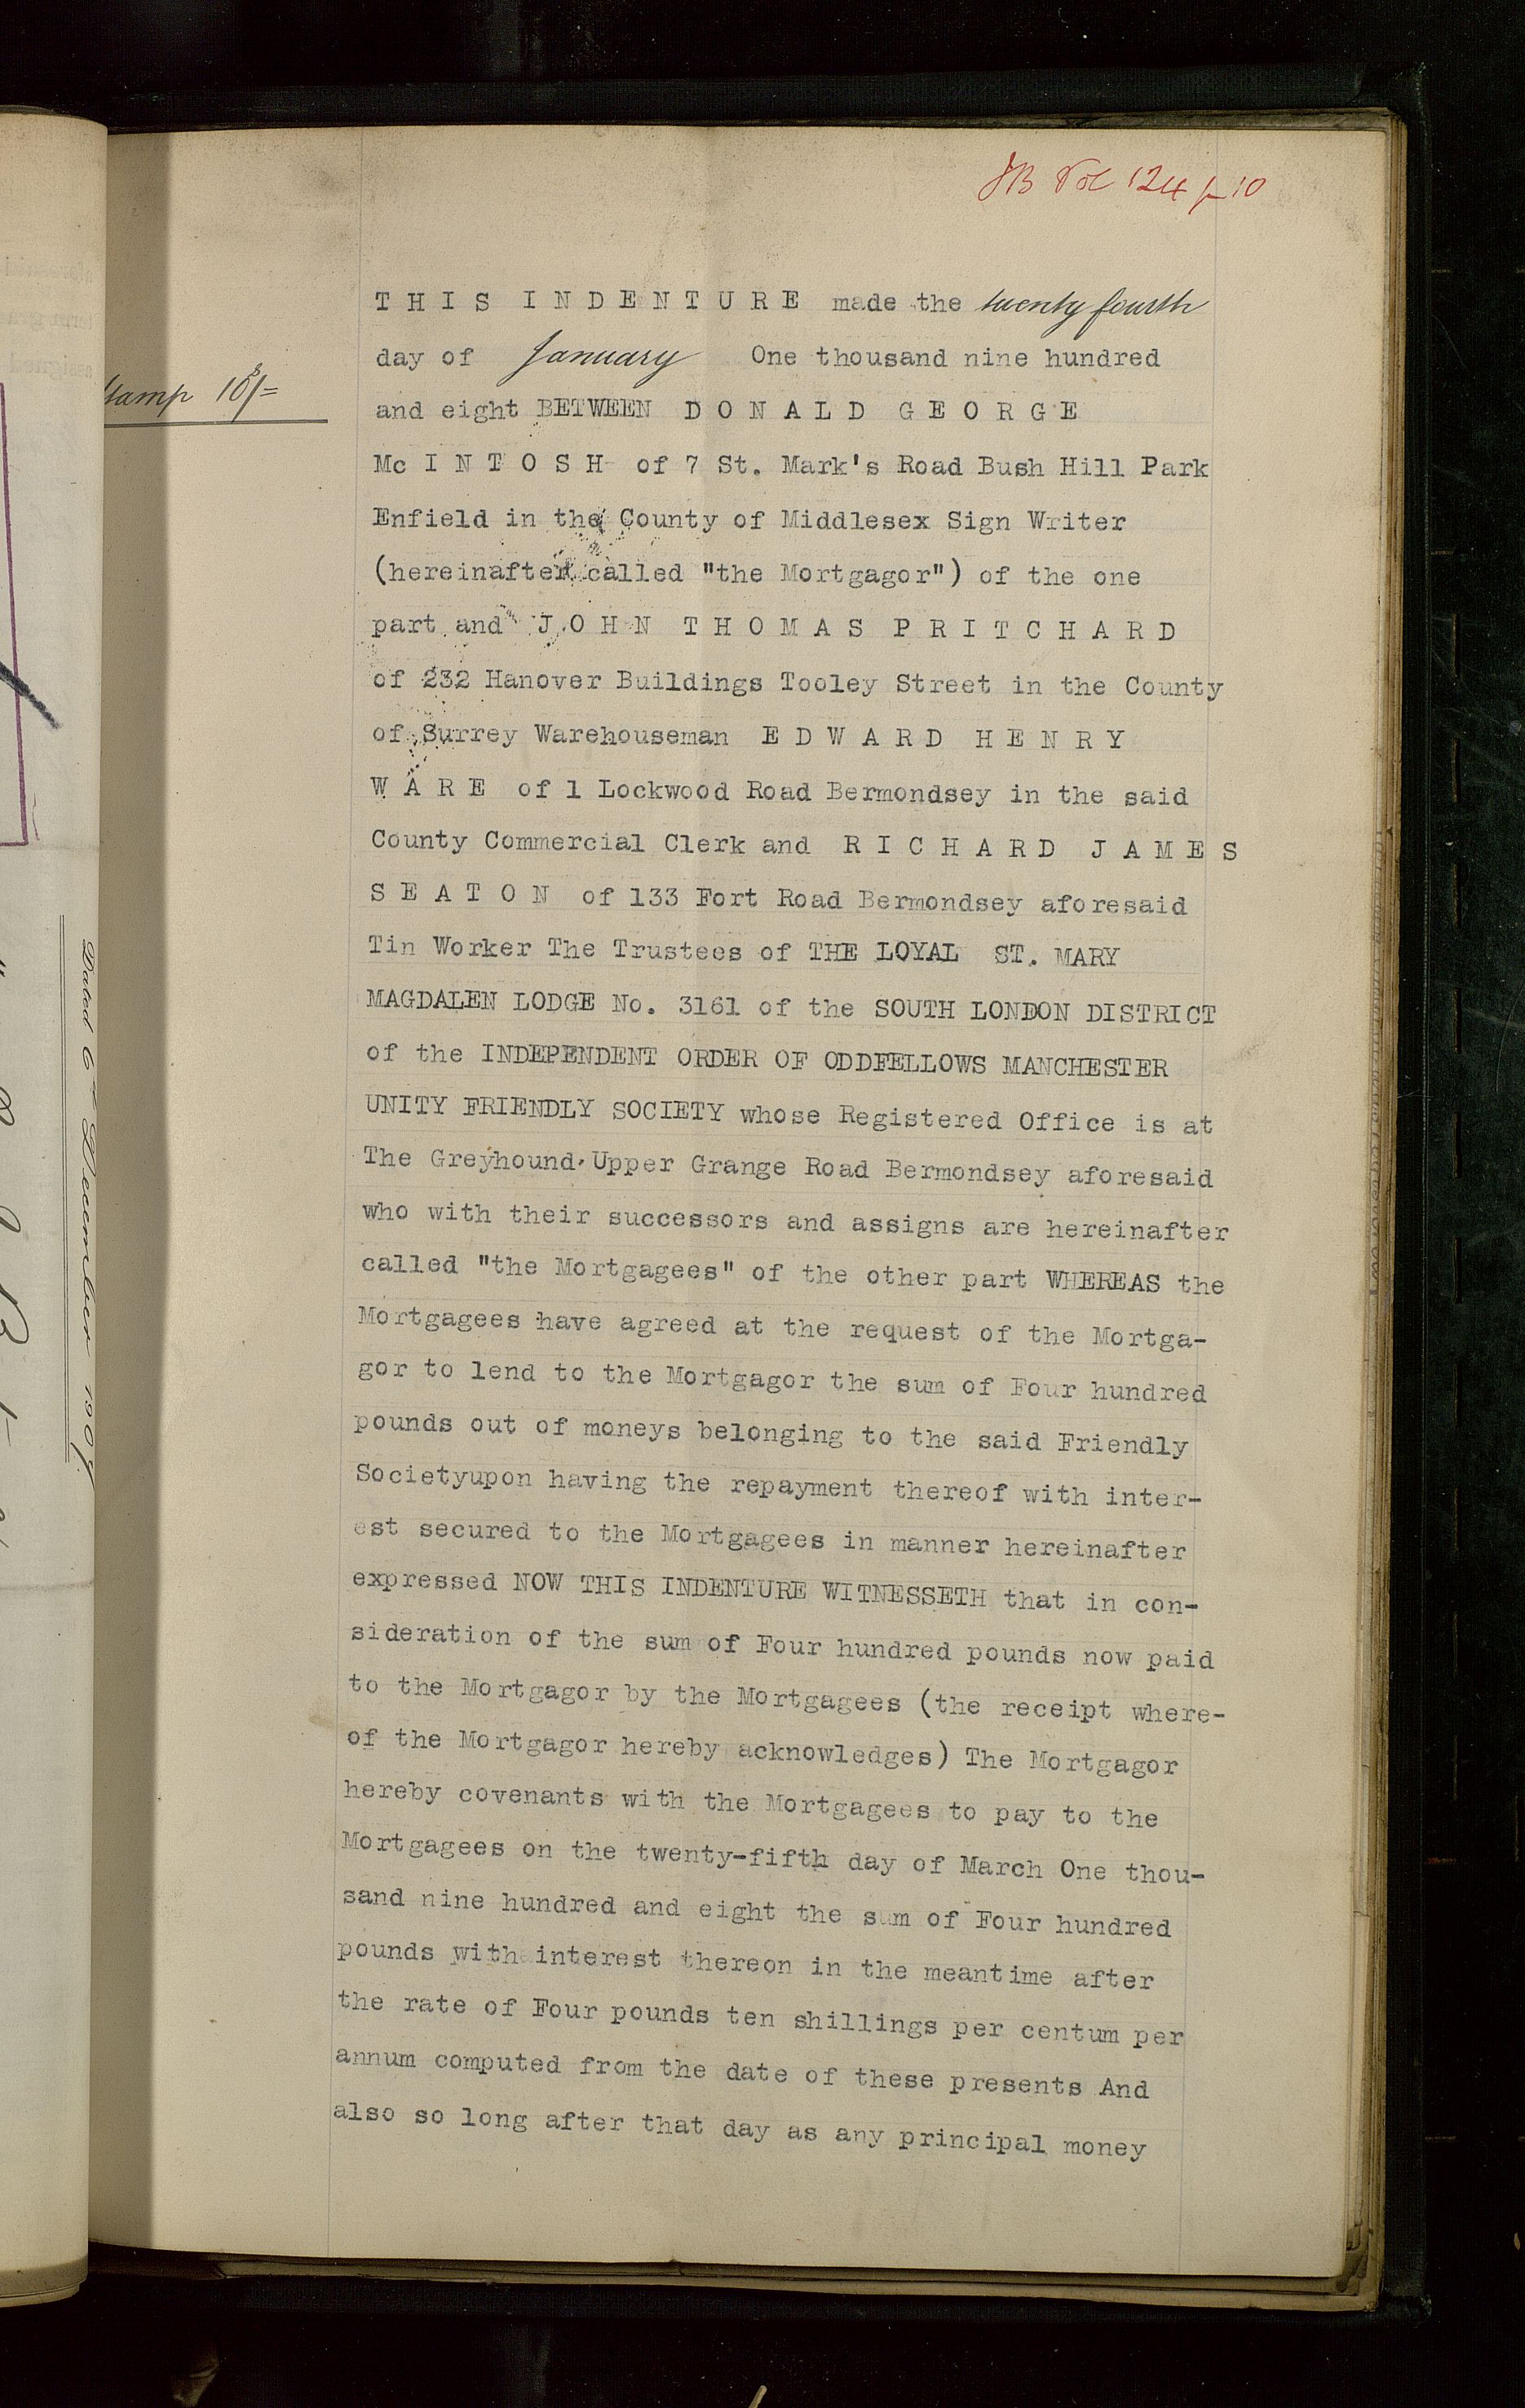 JB Vol 124 p 10
Stamp 10/=
THIS INDENTURE made the twenty fourth
day of January One thousand nine hundred
and eight BETWEEN DONALD GEORGE
McINTOSH of 7 St. Mark's Road Bush Hill Park
Enfield in the County of Middlesex Sign Writer
(hereinafter called "the Mortgagor") of the one
part and JOHN THOMAS PRITCHARD
of 232 Hanover Buildings Tooley Street in the County
of Surrey Warehouseman EDWARD HENRY
WARE of 1 Lockwood Road Bermondsey in the said
County Commercial Clerk and RICHARD JAMES
SEATON of 133 Fort Road Bermondsey aforesaid
Tin Worker The Trustees of THE LOYAL ST. MARY
MAGDALEN LODGE No. 3161 of the SOUTH LONDON DISTRICT
of the INDEPENDENT ORDER OF ODDFELLOWS MANCHESTER
UNITY FRIENDLY SOCIETY whose Registered Office is at
The Greyhound Upper Grange Road Bermondsey aforesaid
who with their successors and assigns are hereinafter
called "the Mortgagees" of the other part WHEREAS the
Mortgagees have agreed at the request of the Mortga-
gor to lend to the Mortgagor the sum of Four hundred
pounds out of moneys belonging to the said Friendly
Societyupon having the repayment thereof with inter-
est secured to the Mortgagees in manner hereinafter
expressed NOW THIS INDENTURE WITNESSETH that in con-
sideration of the sum of Four hundred pounds now paid
to the Mortgagor by the Mortgagees (the receipt where-
of the Mortgagor hereby acknowledges) The Mortgagor
hereby covenants with the Mortgagees to pay to the
Mortgagees on the twenty-fifth day of March One thou-
sand nine hundred and eight the sum of Four hundred
pounds with interest thereon in the meantime after
the rate of Four pounds ten shillings per centum per
annum computed from the date of these presents And
also so long after that day as any principal money
Dated 6th December 1909